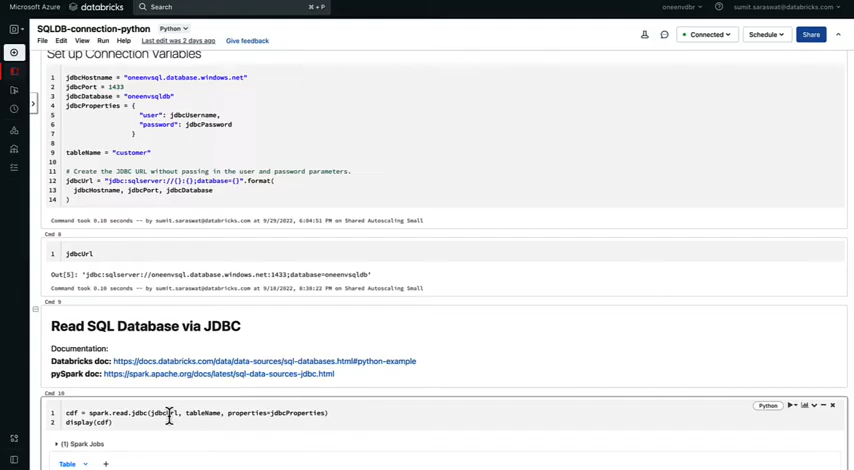 Microsoft Azure
databricks
Search
⌘ + P
oneenvdbr
sumit.saraswat@databricks.com
SQLDB-connection-python
Python
File Edit View Run Help Last edit was 2 days ago Give feedback
Connected
Schedule
Share
Set up Connection Variables
1 jdbcHostname = "oneenvsql.database.windows.net"
2 jdbcPort = 1433
3 jdbcDatabase = "oneenvsqldb"
4 jdbcProperties = {
5 "user": jdbcUsername,
6 "password": jdbcPassword
7 }
8
9 tableName = "customer"
10
11 # Create the JDBC URL without passing in the user and password parameters.
12 jdbcUrl = "jdbc:sqlserver://{}:{};database={}".format(
13 jdbcHostname, jdbcPort, jdbcDatabase
14 )
Command took 0.10 seconds -- by sumit.saraswat@databricks.com at 9/29/2022, 6:04:51 PM on Shared Autoscaling Small
Cmd 8
1 jdbcUrl
Out[5]: 'jdbc:sqlserver://oneenvsql.database.windows.net:1433;database=oneenvsqldb'
Command took 0.10 seconds -- by sumit.saraswat@databricks.com at 9/18/2022, 8:38:22 PM on Shared Autoscaling Small
Cmd 9
Read SQL Database via JDBC
Documentation:
Databricks doc: https://docs.databricks.com/data/data-sources/sql-databases.html#python-example
pySpark doc: https://spark.apache.org/docs/latest/sql-data-sources-jdbc.html
Cmd 10
Python
1 cdf = spark.read.jdbc(jdbcUrl, tableName, properties=jdbcProperties)
2 display(cdf)
(1) Spark Jobs
Table +